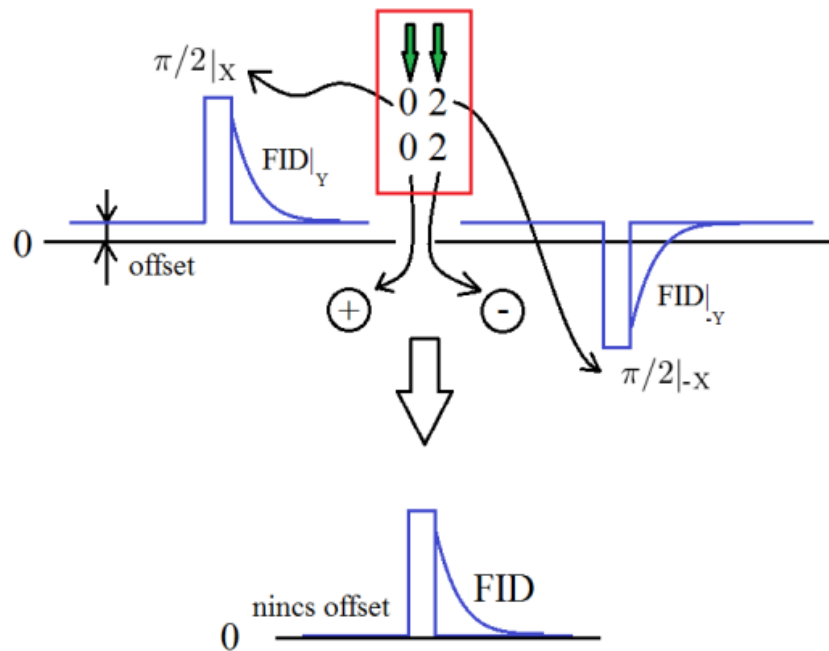 π/2|X
0 2
0 2
FID|Y
0
offset
FID|-Y
+
-
π/2|-X
nincs offset
FID
0